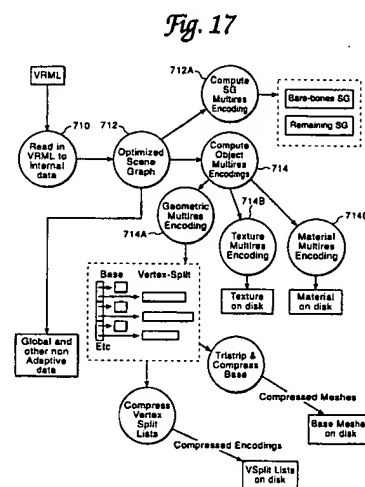 Fig. 17
VRML
710
Read in
VRML to
Internal
data
712
Optimized
Scene
Graph
712A
Compute
SG
Multires
Encoding
Bare-bones SG
Remaining SG
Compute
Object
Multires
Encodings
714
Geometric
Multires
Encoding
714A
714B
Texture
Multires
Encoding
714C
Material
Multires
Encoding
Texture
on disk
Material
on disk
Base
Vertex-Split
Etc
Global and
other non
Adaptive
data
Tristrip &
Compress
Base
Compressed Meshes
Base Meshes
on disk
Compress
Vertex
Split
Lists
Compressed Encodings
VSplit Lists
on disk